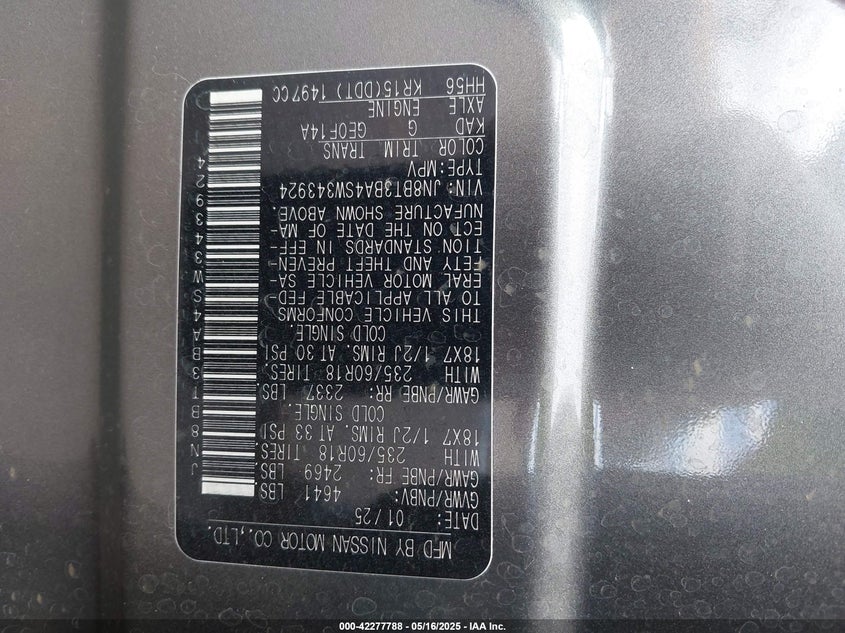 MFD BY NISSAN MOTOR CO.,LTD.
DATE: 01/25
GVWR/PNBV: 4641 LBS
GAWR/PNBE FR: 2469 LBS
WITH 235/60R18 TIRES.
18X7 1/2J RIMS. AT 33 PSI
COLD SINGLE.
GAWR/PNBE RR: 2337 LBS.
WITH 235/60R18 TIRES.
18X7 1/2J RIMS. AT 30 PSI
COLD SINGLE.
THIS VEHICLE CONFORMS
TO ALL APPLICABLE FED-
ERAL MOTOR VEHICLE SA-
FETY AND THEFT PREVEN-
TION STANDARDS IN EFF-
ECT ON THE DATE OF MA-
NUFACTURE SHOWN ABOVE.
VIN: JN8BT3BA4SW343924
TYPE:MPV
COLOR TRIM TRANS
KAD G GEOF14A
AXLE ENGINE
HH56 KR15(DDT) 1497CC
JN8BT3BA4SW343924
000-42277788 - 05/16/2025 - IAA Inc.